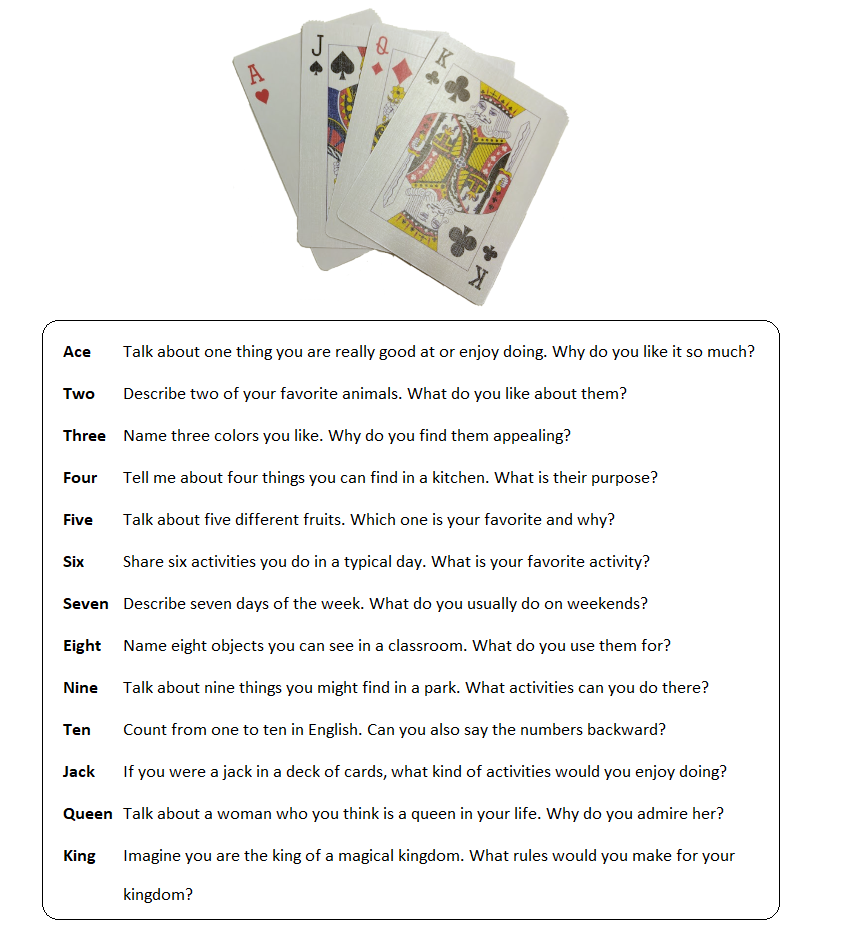 A
J
Q
K
K
Ace Talk about one thing you are really good at or enjoy doing. Why do you like it so much?
Two Describe two of your favorite animals. What do you like about them?
Three Name three colors you like. Why do you find them appealing?
Four Tell me about four things you can find in a kitchen. What is their purpose?
Five Talk about five different fruits. Which one is your favorite and why?
Six Share six activities you do in a typical day. What is your favorite activity?
Seven Describe seven days of the week. What do you usually do on weekends?
Eight Name eight objects you can see in a classroom. What do you use them for?
Nine Talk about nine things you might find in a park. What activities can you do there?
Ten Count from one to ten in English. Can you also say the numbers backward?
Jack If you were a jack in a deck of cards, what kind of activities would you enjoy doing?
Queen Talk about a woman who you think is a queen in your life. Why do you admire her?
King Imagine you are the king of a magical kingdom. What rules would you make for your
kingdom?